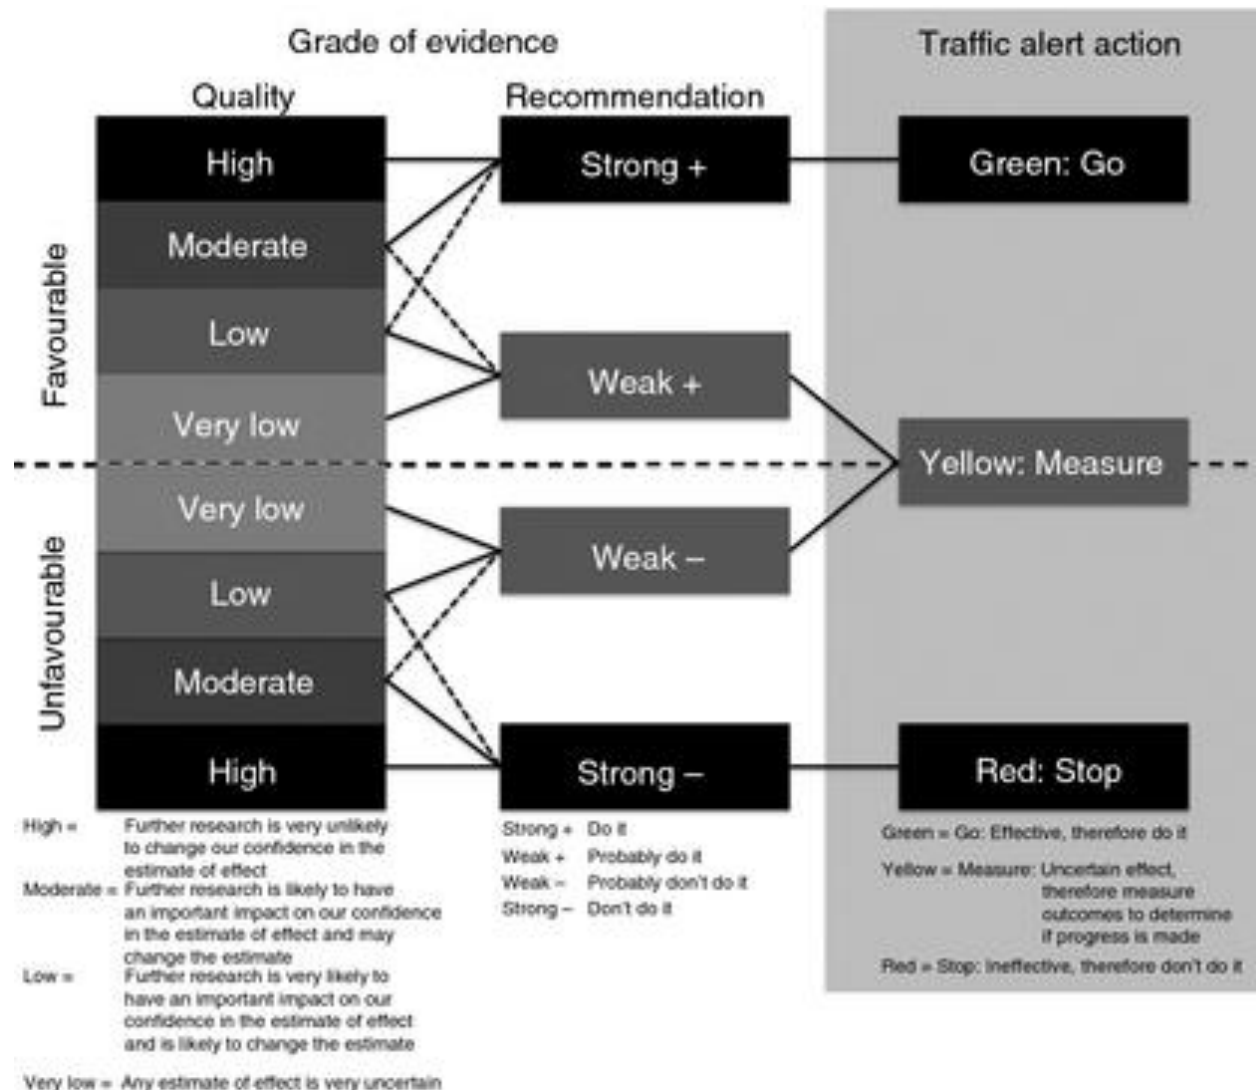 Grade of evidence
Traffic alert action
Quality
Recommendation
Favourable
Unfavourable
High
Moderate
Low
Very low
Very low
Low
Moderate
High
Strong +
Weak +
Weak –
Strong –
Green: Go
Yellow: Measure
Red: Stop
High = Further research is very unlikely
to change our confidence in the
estimate of effect
Moderate = Further research is likely to have
an important impact on our confidence
in the estimate of effect and may
change the estimate
Low = Further research is very likely to
have an important impact on our
confidence in the estimate of effect
and is likely to change the estimate
Very low = Any estimate of effect is very uncertain
Strong + Do it
Weak + Probably do it
Weak – Probably don't do it
Strong – Don't do it
Green = Go: Effective, therefore do it
Yellow = Measure: Uncertain effect,
therefore measure
outcomes to determine
if progress is made
Red = Stop: Ineffective, therefore don't do it